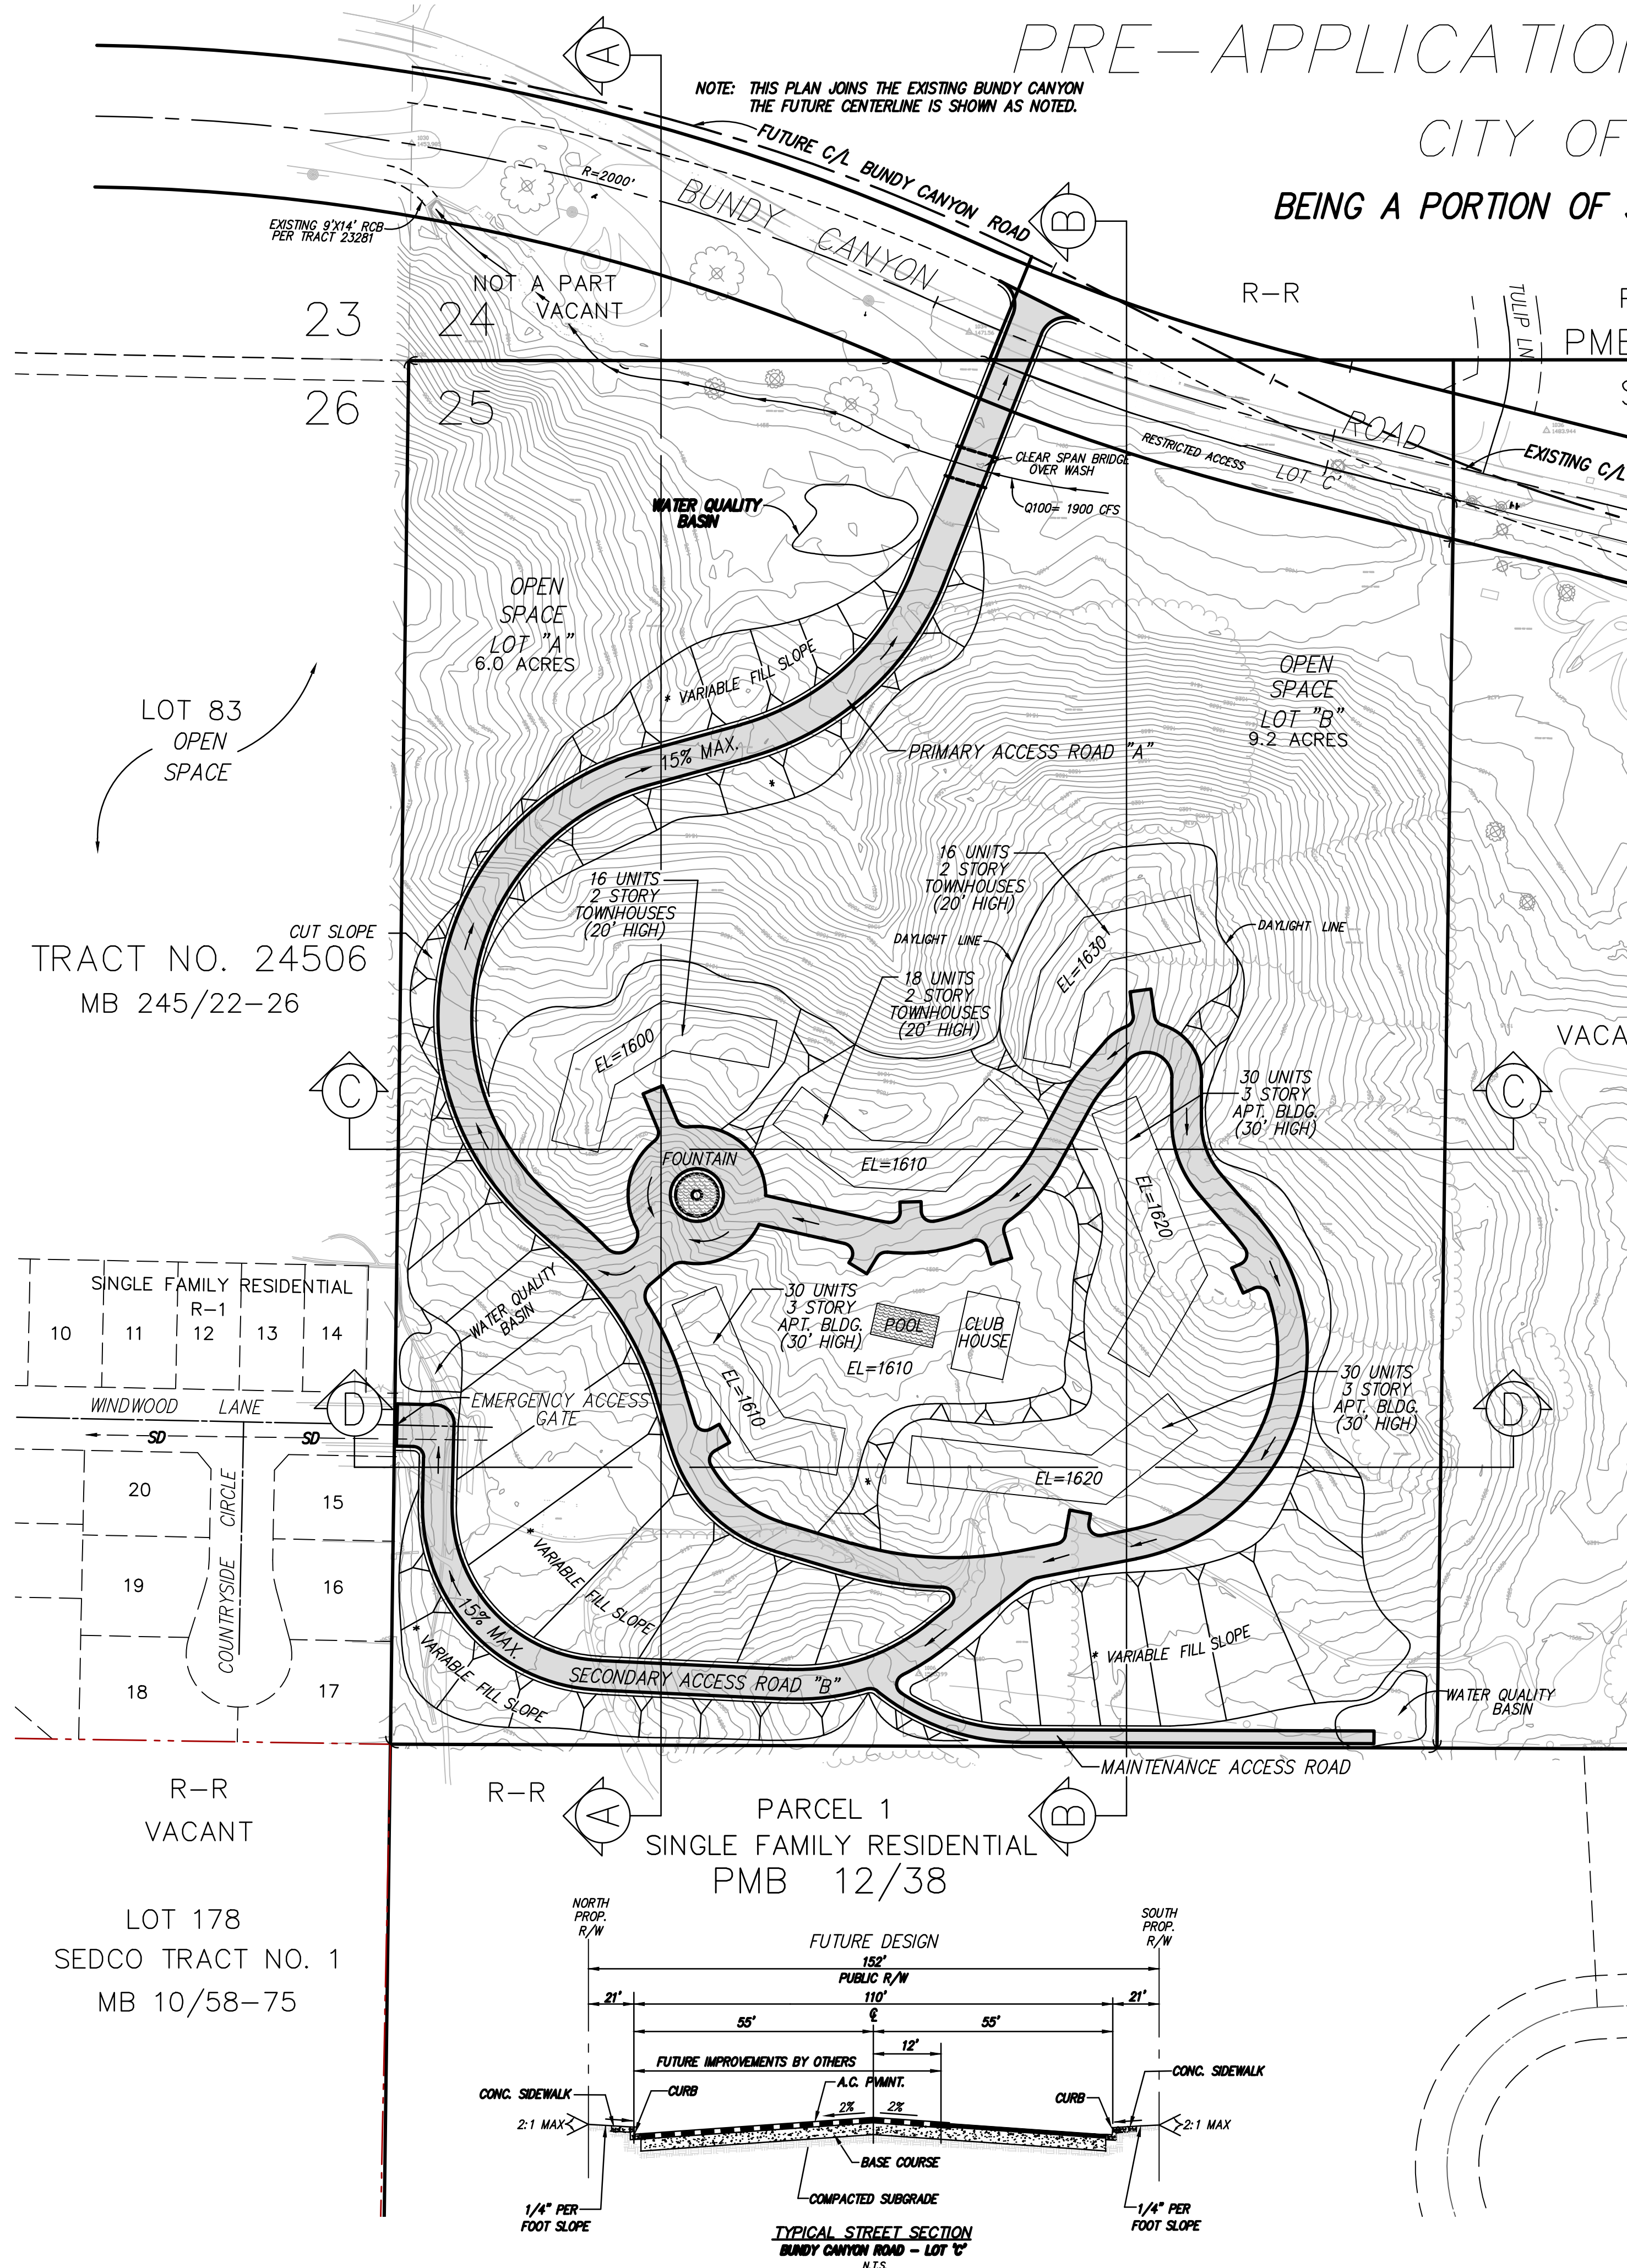 PRE-APPLICATION
CITY OF
BEING A PORTION OF
NOTE: THIS PLAN JOINS THE EXISTING BUNDY CANYON
THE FUTURE CENTERLINE IS SHOWN AS NOTED.
A
B
FUTURE C/L BUNDY CANYON ROAD
R=2000'
BUNDY CANYON
ROAD
EXISTING 9'X14' RCB
PER TRACT 23281
NOT A PART
VACANT
23
24
26
25
R-R
TULIP LN
PMB
EXISTING C/L
RESTRICTED ACCESS
LOT 'C'
CLEAR SPAN BRIDGE
OVER WASH
Q100= 1900 CFS
WATER QUALITY
BASIN
OPEN
SPACE
LOT "A"
6.0 ACRES
* VARIABLE FILL SLOPE
OPEN
SPACE
LOT "B"
9.2 ACRES
LOT 83
OPEN
SPACE
15% MAX.
PRIMARY ACCESS ROAD "A"
*
16 UNITS
2 STORY
TOWNHOUSES
(20' HIGH)
16 UNITS
2 STORY
TOWNHOUSES
(20' HIGH)
CUT SLOPE
TRACT NO. 24506
MB 245/22-26
DAYLIGHT LINE
DAYLIGHT LINE
EL=1630
18 UNITS
2 STORY
TOWNHOUSES
(20' HIGH)
EL=1600
VACA
C
C
30 UNITS
3 STORY
APT. BLDG.
(30' HIGH)
FOUNTAIN
EL=1610
EL=1620
SINGLE FAMILY RESIDENTIAL
R-1
10
11
12
13
14
WATER QUALITY
BASIN
30 UNITS
3 STORY
APT. BLDG.
(30' HIGH)
POOL
CLUB
HOUSE
EL=1610
EL=1610
30 UNITS
3 STORY
APT. BLDG.
(30' HIGH)
D
D
WINDWOOD LANE
EMERGENCY ACCESS
GATE
SD
SD
EL=1620
*
20
15
COUNTRYSIDE CIRCLE
19
16
18
17
* VARIABLE FILL SLOPE
15% MAX.
* VARIABLE FILL SLOPE
SECONDARY ACCESS ROAD "B"
* VARIABLE FILL SLOPE
WATER QUALITY
BASIN
MAINTENANCE ACCESS ROAD
R-R
VACANT
R-R
A
B
PARCEL 1
SINGLE FAMILY RESIDENTIAL
PMB 12/38
LOT 178
SEDCO TRACT NO. 1
MB 10/58-75
NORTH
PROP.
R/W
SOUTH
PROP.
R/W
FUTURE DESIGN
152'
PUBLIC R/W
21'
110'
21'
55'
55'
12'
FUTURE IMPROVEMENTS BY OTHERS
CONC. SIDEWALK
CURB
A.C. PVMNT.
CURB
CONC. SIDEWALK
2:1 MAX
2%
2%
2:1 MAX
BASE COURSE
COMPACTED SUBGRADE
1/4" PER
FOOT SLOPE
1/4" PER
FOOT SLOPE
TYPICAL STREET SECTION
BUNDY CANYON ROAD - LOT 'C'
N.T.S.